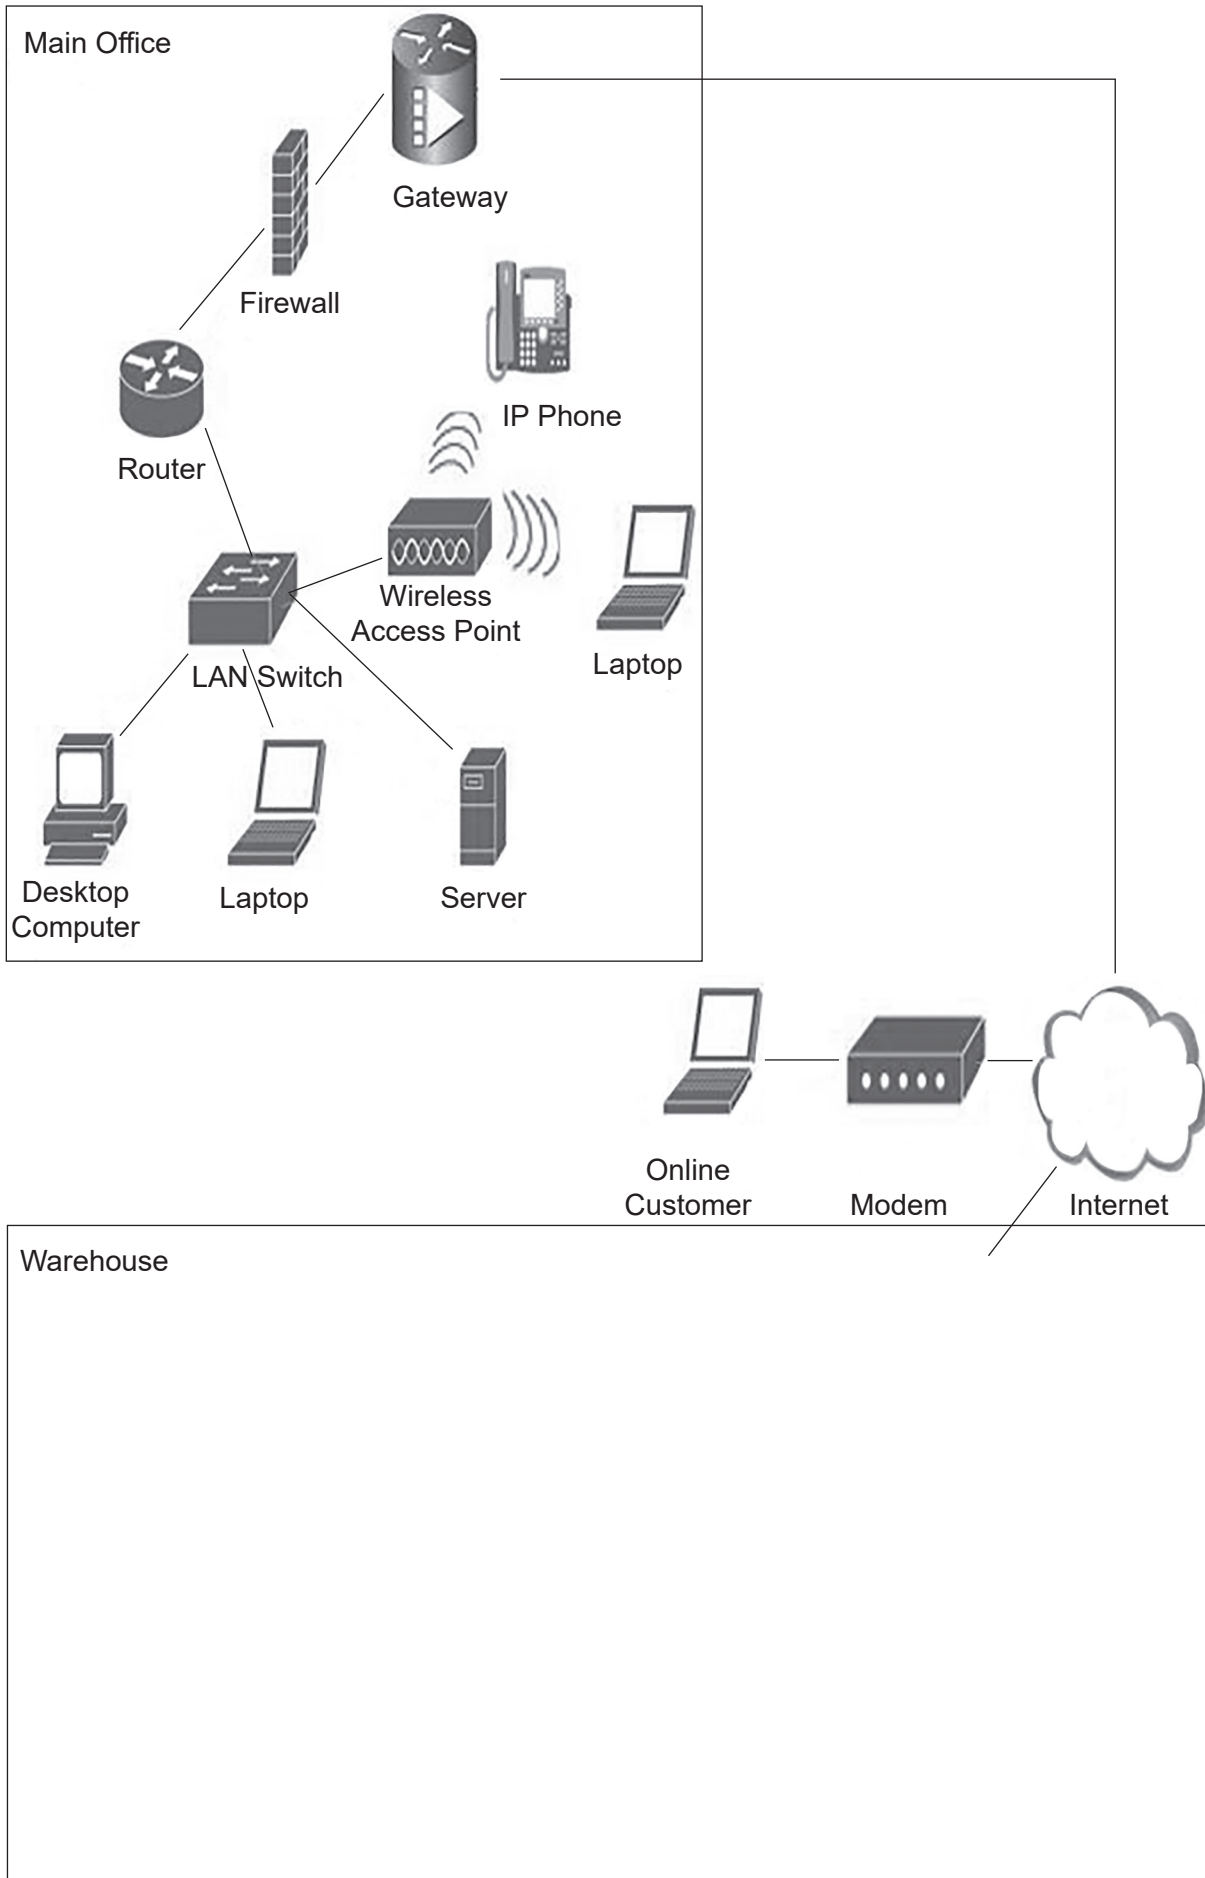 Main Office
Gateway
Firewall
IP Phone
Router
Wireless
Access Point
LAN Switch
Laptop
Desktop
Computer
Laptop
Server
Online
Customer
Modem
Internet
Warehouse